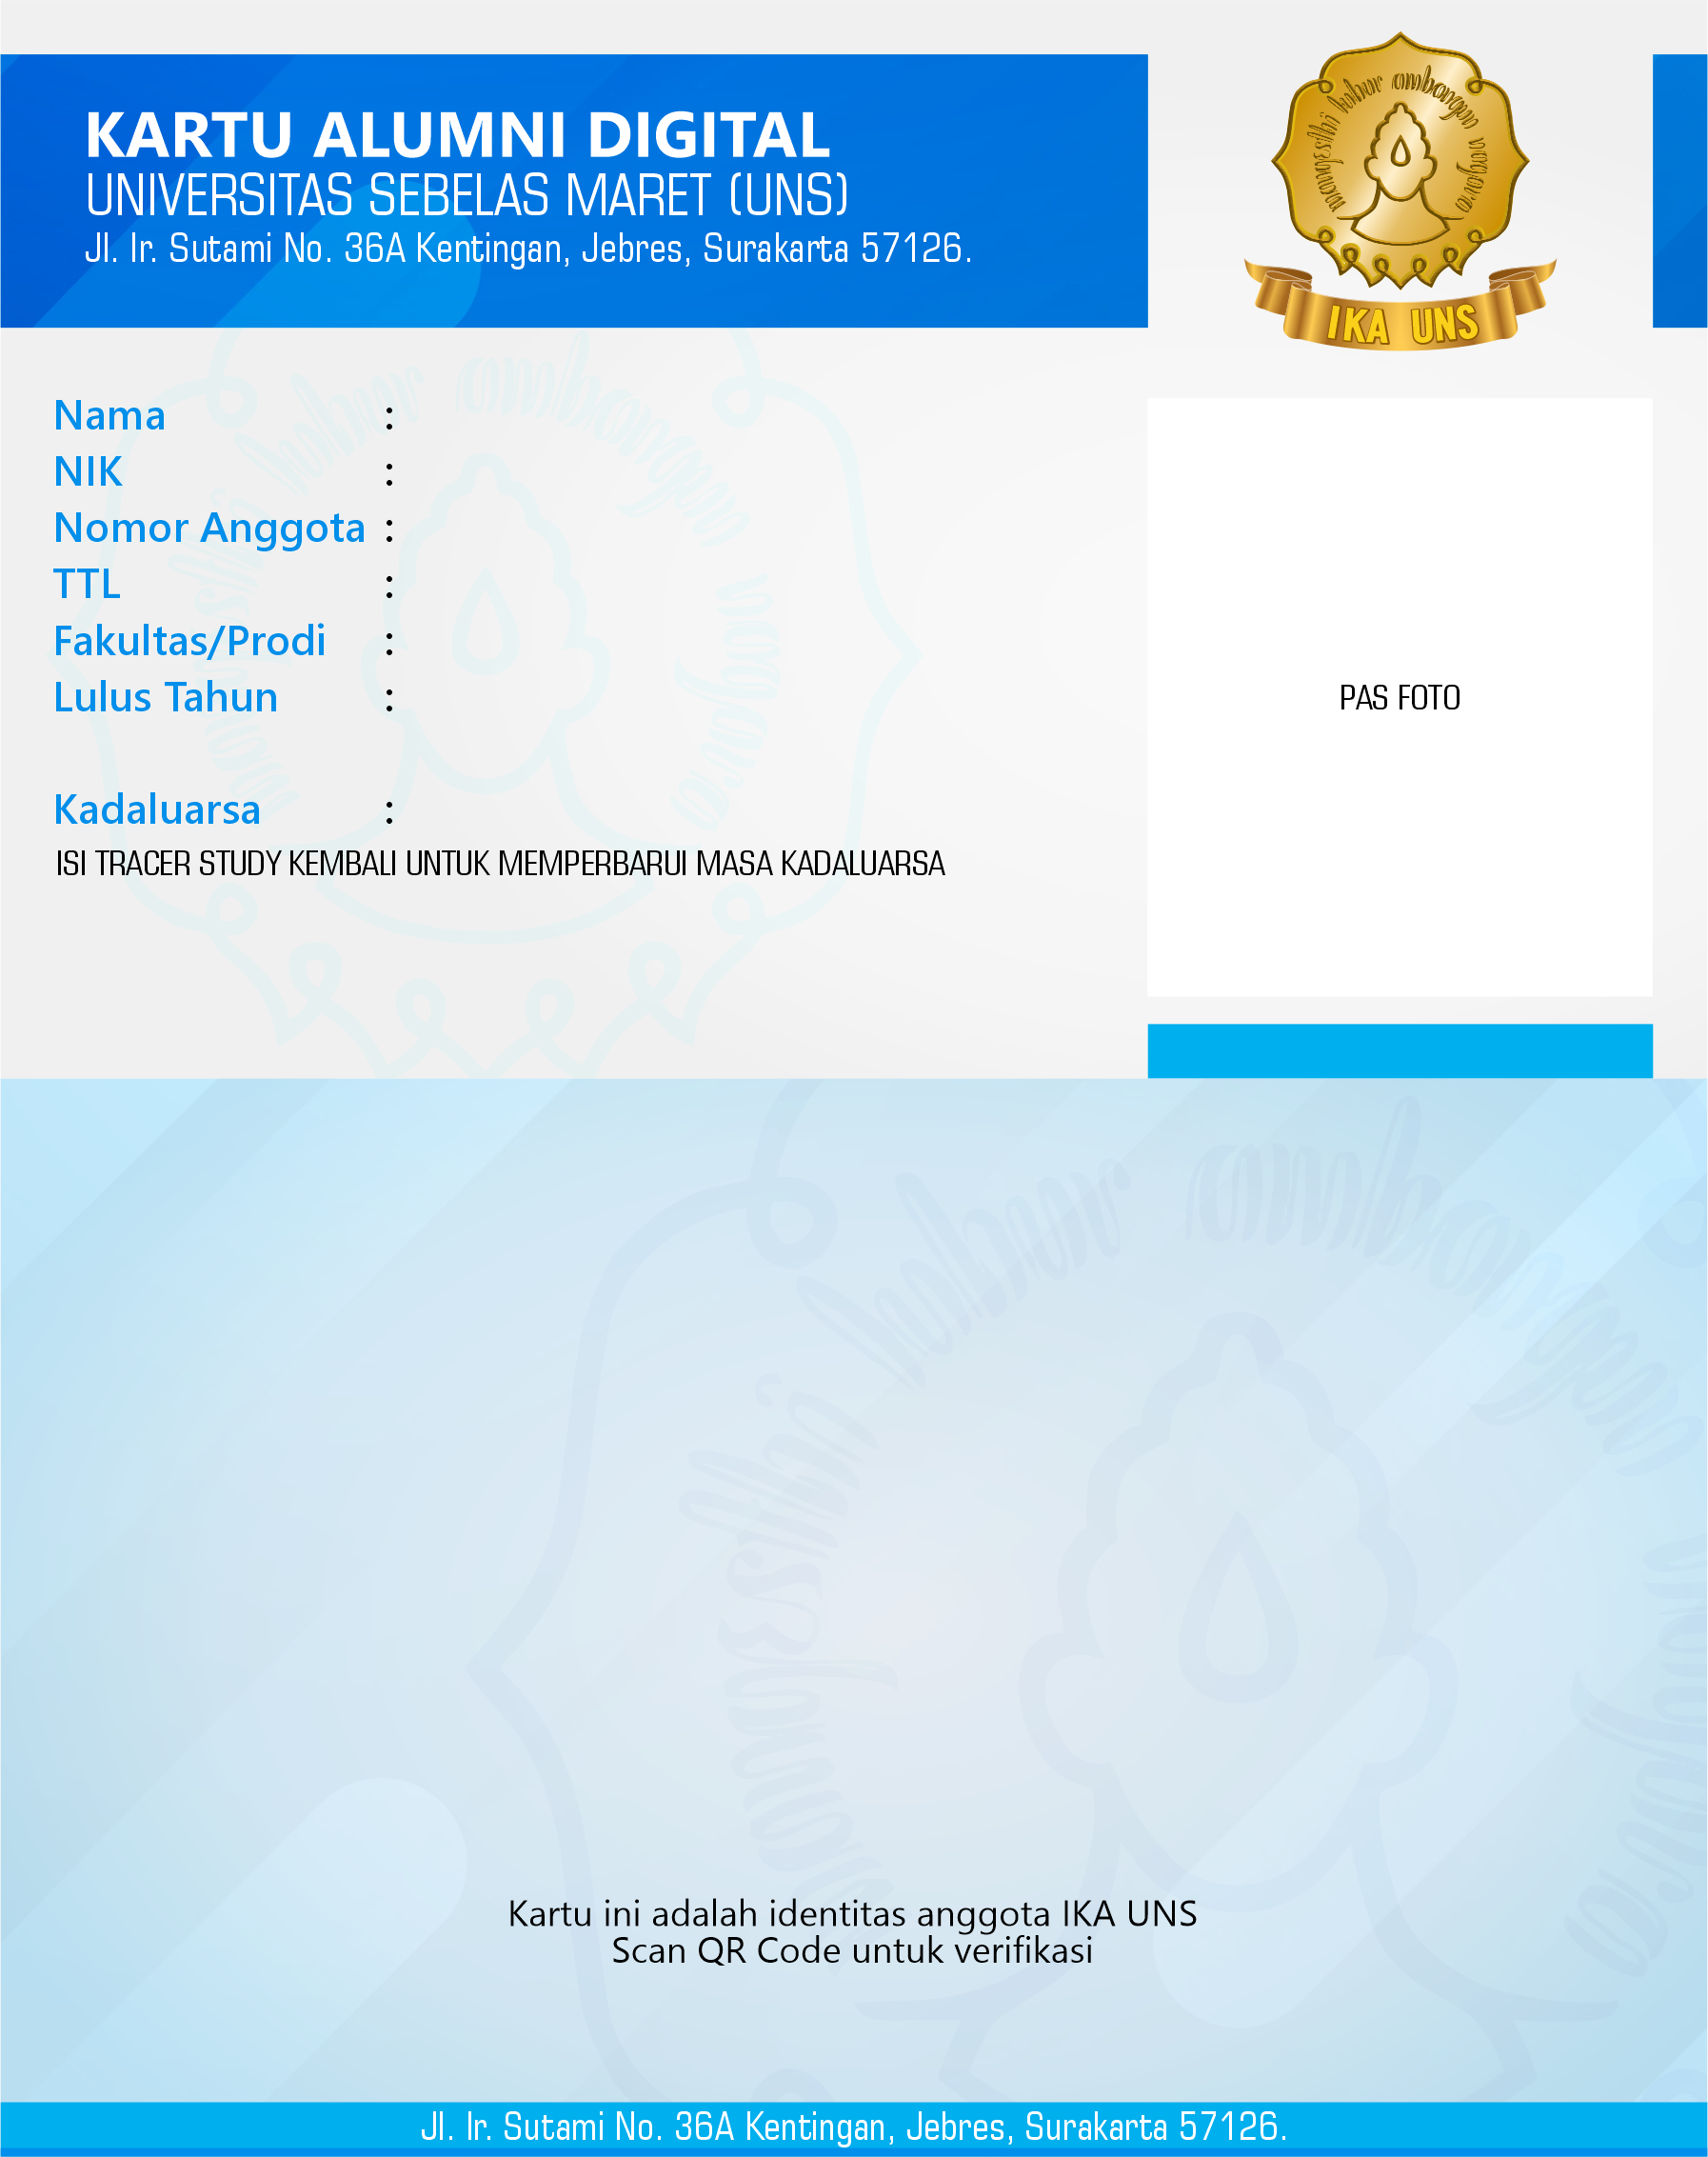 KARTU ALUMNI DIGITAL
UNIVERSITAS SEBELAS MARET (UNS)
Jl. Ir. Sutami No. 36A Kentingan, Jebres, Surakarta 57126.
mangesthi luhur ambangun nagara
IKA UNS
Nama :
NIK :
Nomor Anggota :
TTL :
Fakultas/Prodi :
Lulus Tahun :
Kadaluarsa :
ISI TRACER STUDY KEMBALI UNTUK MEMPERBARUI MASA KADALUARSA
PAS FOTO
Kartu ini adalah identitas anggota IKA UNS
Scan QR Code untuk verifikasi
Jl. Ir. Sutami No. 36A Kentingan, Jebres, Surakarta 57126.